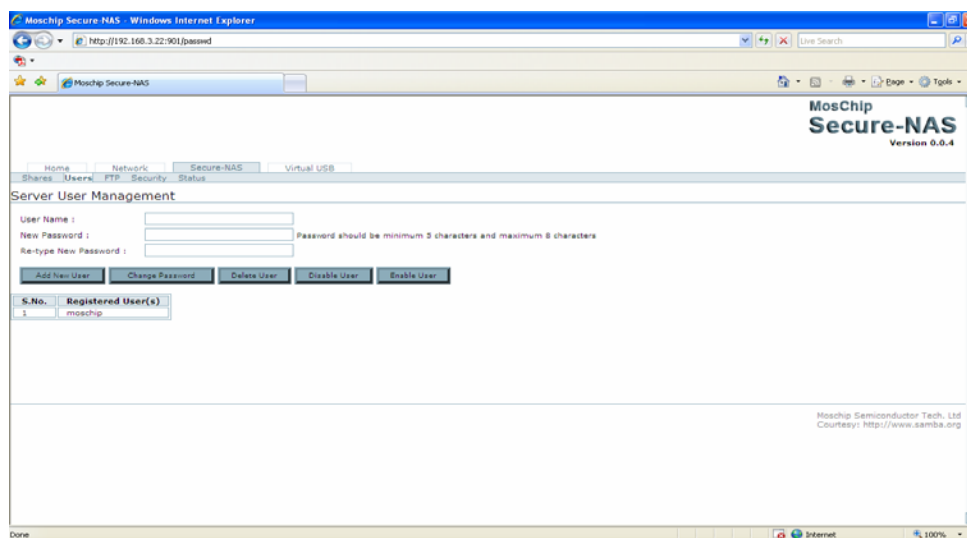 Moschip Secure-NAS - Windows Internet Explorer
http://192.168.3.22:901/passwd
Live Search
Moschip Secure-NAS
Page
Tools
MosChip
Secure-NAS
Version 0.0.4
Home Network Secure-NAS Virtual USB
Shares Users FTP Security Status
Server User Management
User Name :
New Password : Password should be minimum 5 characters and maximum 8 characters
Re-type New Password :
Add New User Change Password Delete User Disable User Enable User
S.No. Registered User(s)
1 moschip
Moschip Semiconductor Tech. Ltd
Courtesy: http://www.samba.org
Done Internet 100%